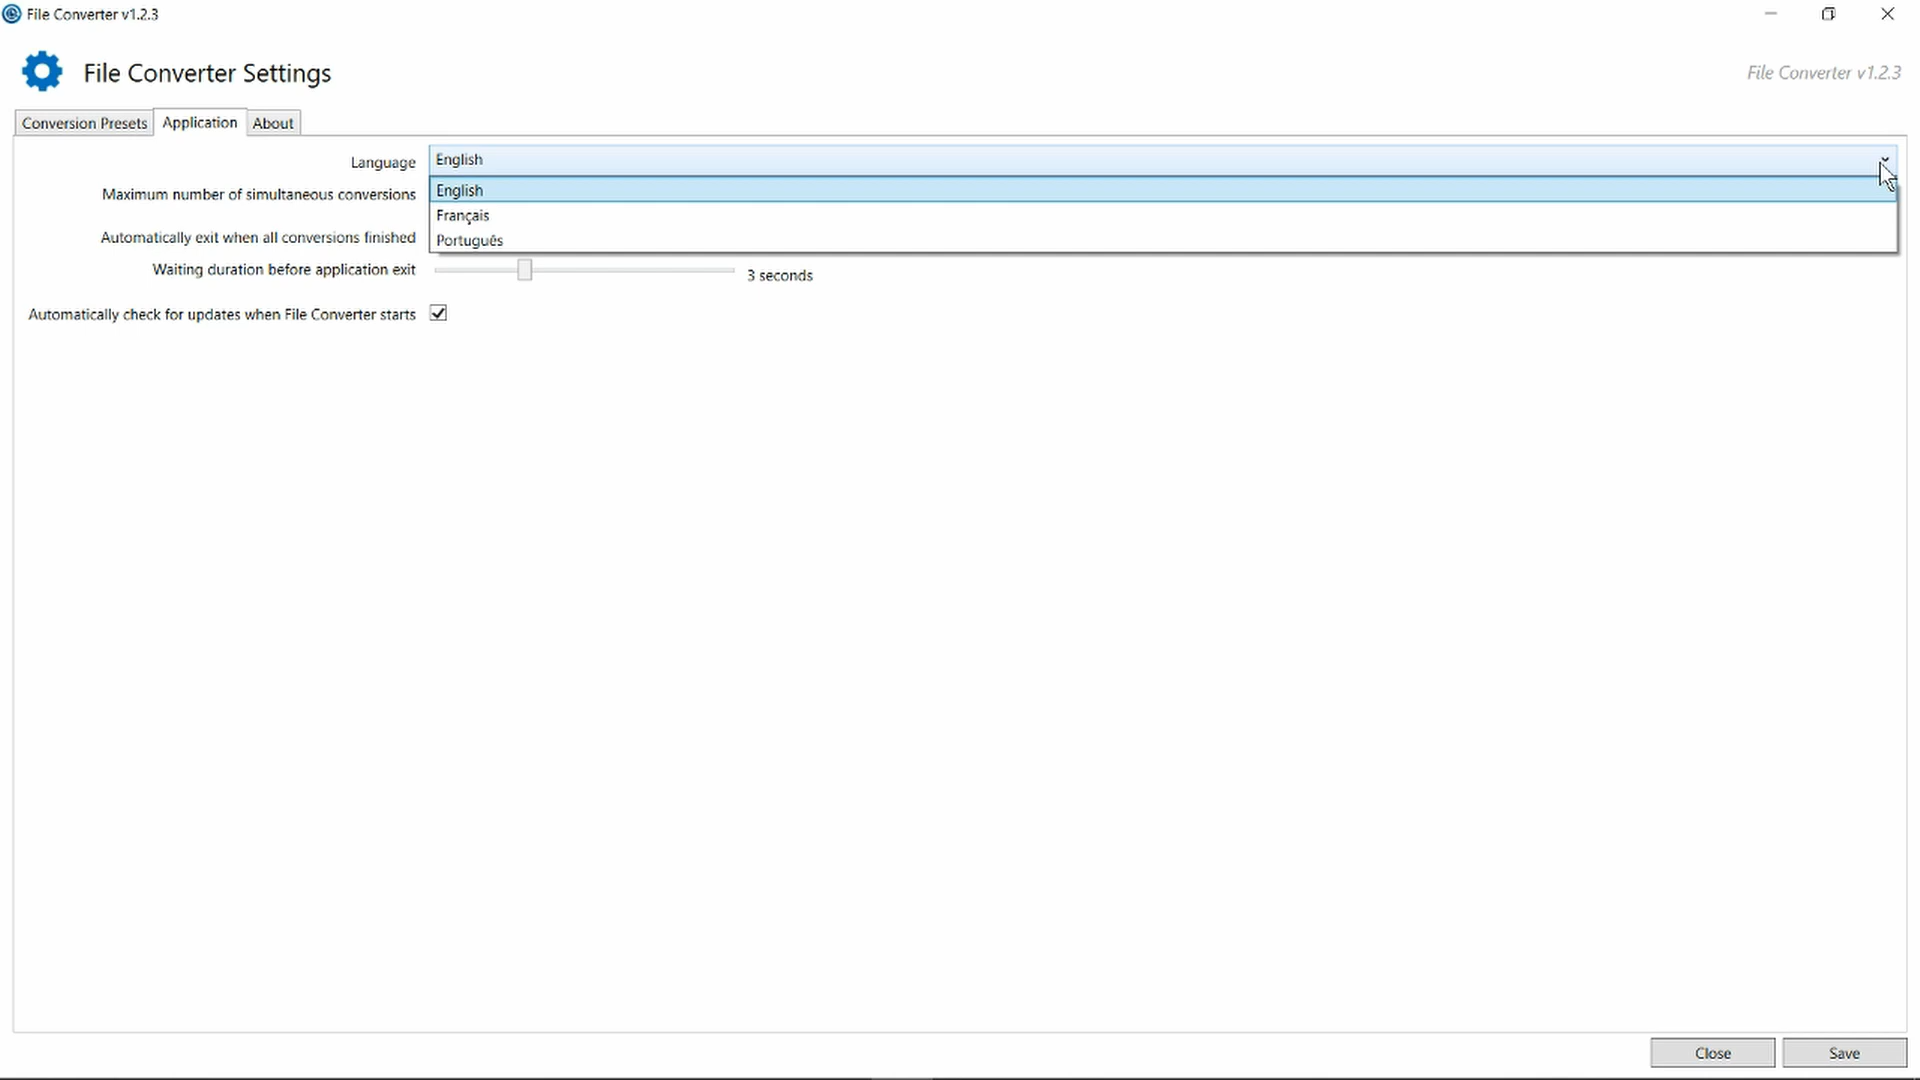 File Converter v1.2.3
File Converter Settings
File Converter v1.2.3
Conversion Presets
Application
About
Language
English
English
Français
Português
Maximum number of simultaneous conversions
Automatically exit when all conversions finished
Waiting duration before application exit
3 seconds
Automatically check for updates when File Converter starts
Close
Save